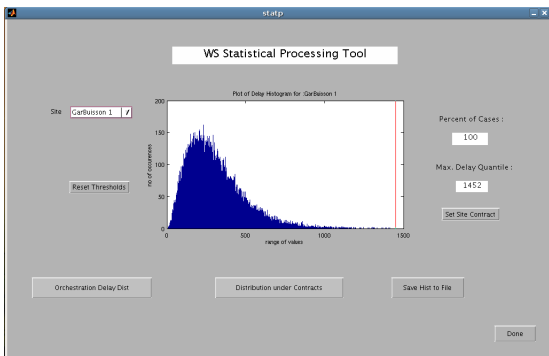 statp
WS Statistical Processing Tool
Plot of Delay Histogram for :GarBuisson 1
Site
GarBuisson 1
Reset Thresholds
no of occurences
200
150
100
50
0
0 500 1000 1500
range of values
Percent of Cases :
100
Max. Delay Quantile :
1452
Set Site Contract
Orchestration Delay Dist
Distribution under Contracts
Save Hist to File
Done